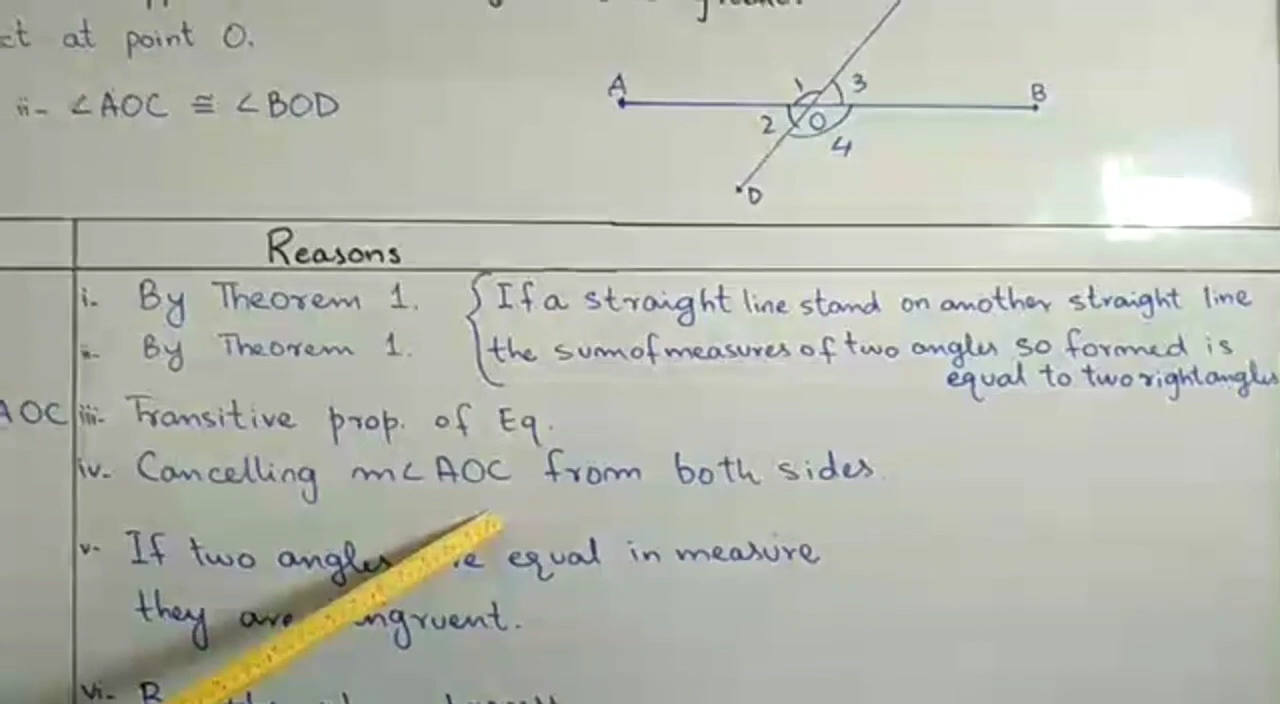 ct at point O.
ii- ∠AOC ≅ ∠BOD
A
B
1
3
2
O
4
D
Reasons
i. By Theorem 1. { If a straight line stand on another straight line
ii- By Theorem 1. the sum of measures of two angles so formed is
equal to two right angles
AOC iii- Transitive prop. of Eq.
iv- Cancelling m∠AOC from both sides.
v- If two angles equal in measure
they are ngruent.
vi-